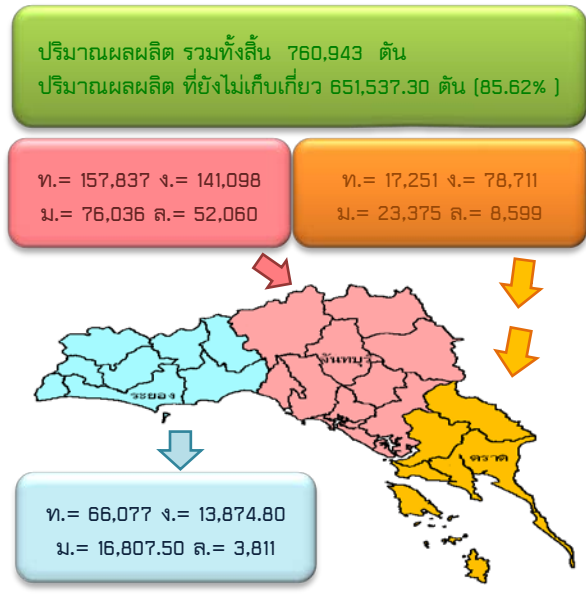 ปริมาณผลผลิต รวมทั้งสิ้น 760,943 ตัน
ปริมาณผลผลิต ที่ยังไม่เก็บเกี่ยว 651,537.30 ตัน (85.62% )
ท.= 157,837 ง.= 141,098
ม.= 76,036 ล.= 52,060
ท.= 17,251 ง.= 78,711
ม.= 23,375 ล.= 8,599
จันทบุรี
ระยอง
ตราด
ท.= 66,077 ง.= 13,874.80
ม.= 16,807.50 ล.= 3,811